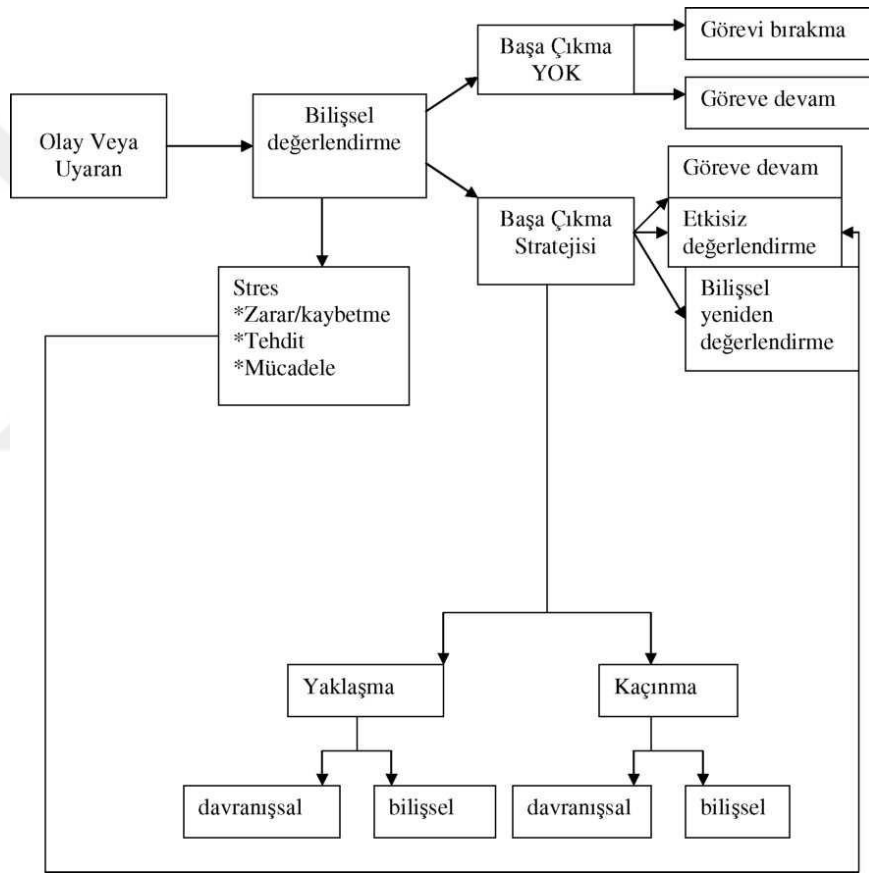 Olay Veya
Uyaran
Bilişsel
değerlendirme
Başa Çıkma
YOK
Görevi bırakma
Göreve devam
Başa Çıkma
Stratejisi
Göreve devam
Etkisiz
değerlendirme
Bilişsel
yeniden
değerlendirme
Stres
*Zarar/kaybetme
*Tehdit
*Mücadele
Yaklaşma
Kaçınma
davranışsal
bilişsel
davranışsal
bilişsel